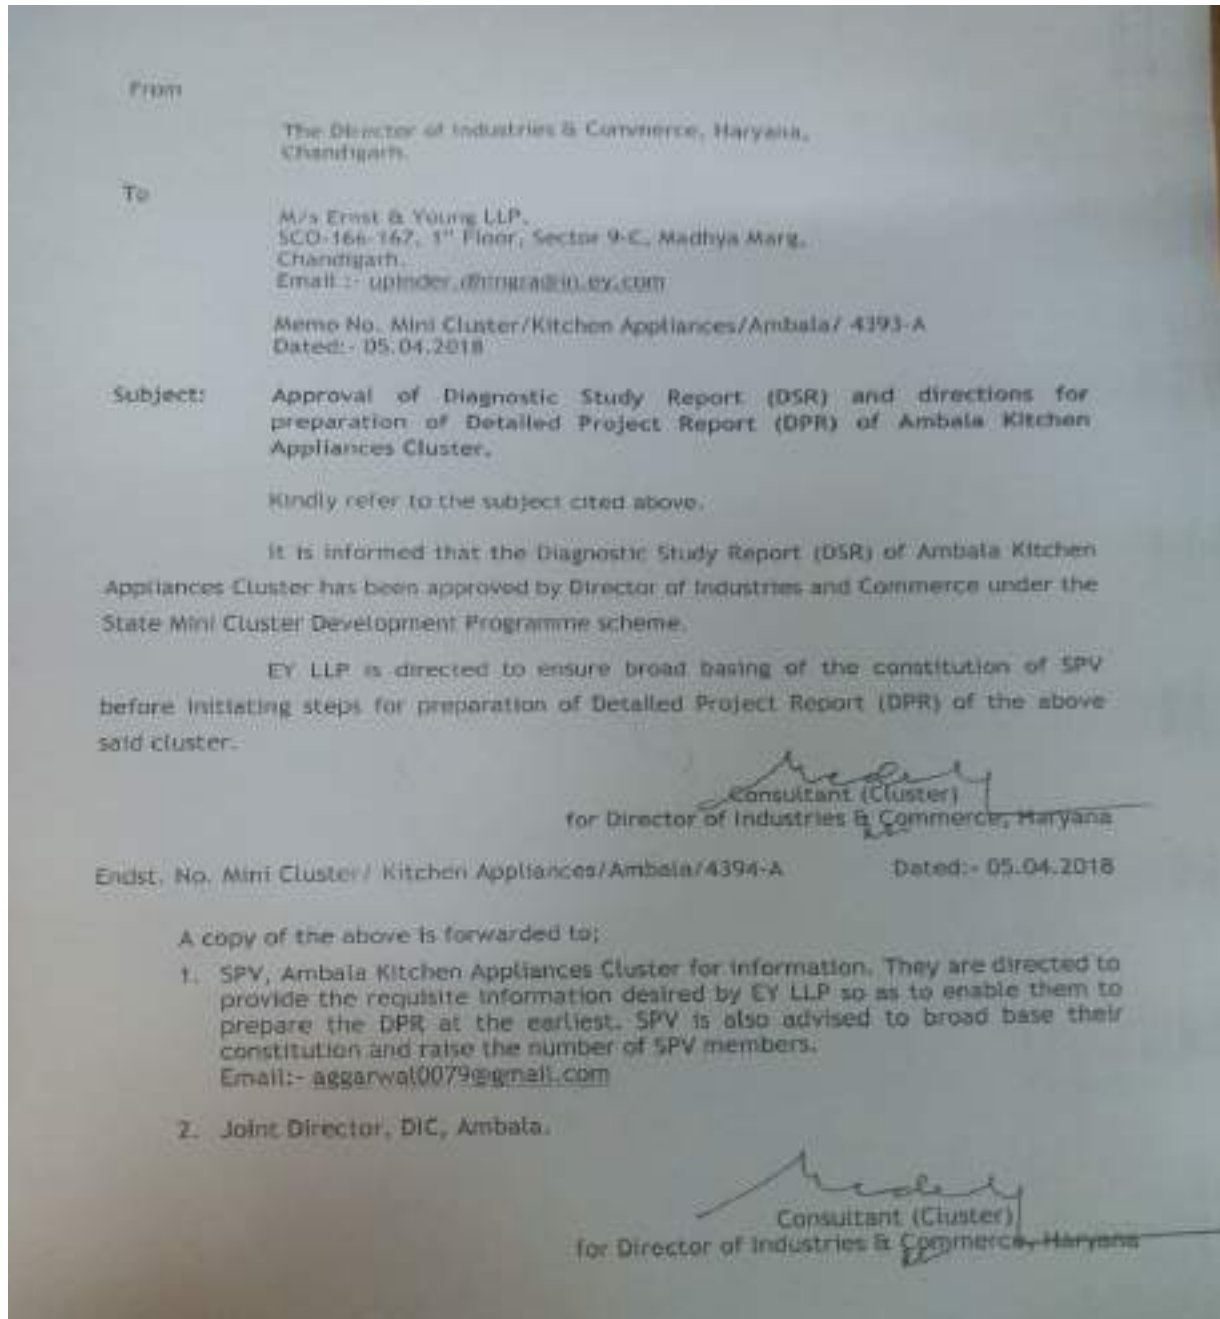 From
The Director of Industries & Commerce, Haryana,
Chandigarh.
To
M/s Ernst & Young LLP,
SCO-166-167, 1st Floor, Sector 9-C, Madhya Marg,
Chandigarh.
Email :- upinder.dhingra@in.ey.com
Memo No. Mini Cluster/Kitchen Appliances/Ambala/ 4393-A
Dated:- 05.04.2018
Subject: Approval of Diagnostic Study Report (DSR) and directions for
preparation of Detailed Project Report (DPR) of Ambala Kitchen
Appliances Cluster.
Kindly refer to the subject cited above.
It is informed that the Diagnostic Study Report (DSR) of Ambala Kitchen
Appliances Cluster has been approved by Director of Industries and Commerce under the
State Mini Cluster Development Programme scheme.
EY LLP is directed to ensure broad basing of the constitution of SPV
before initiating steps for preparation of Detailed Project Report (DPR) of the above
said cluster.
Consultant (Cluster)
for Director of Industries & Commerce, Haryana
Endst. No. Mini Cluster/ Kitchen Appliances/Ambala/4394-A Dated:- 05.04.2018
A copy of the above is forwarded to;
1. SPV, Ambala Kitchen Appliances Cluster for information. They are directed to
provide the requisite information desired by EY LLP so as to enable them to
prepare the DPR at the earliest. SPV is also advised to broad base their
constitution and raise the number of SPV members.
Email:- aggarwal0079@gmail.com
2. Joint Director, DIC, Ambala.
Consultant (Cluster)
for Director of Industries & Commerce, Haryana